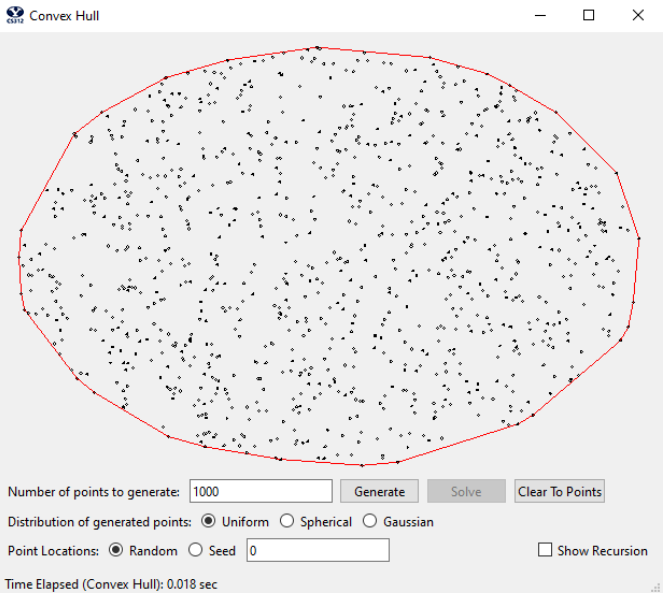 CS312 Convex Hull
Number of points to generate: 1000 Generate Solve Clear To Points
Distribution of generated points: Uniform Spherical Gaussian
Point Locations: Random Seed 0 Show Recursion
Time Elapsed (Convex Hull): 0.018 sec